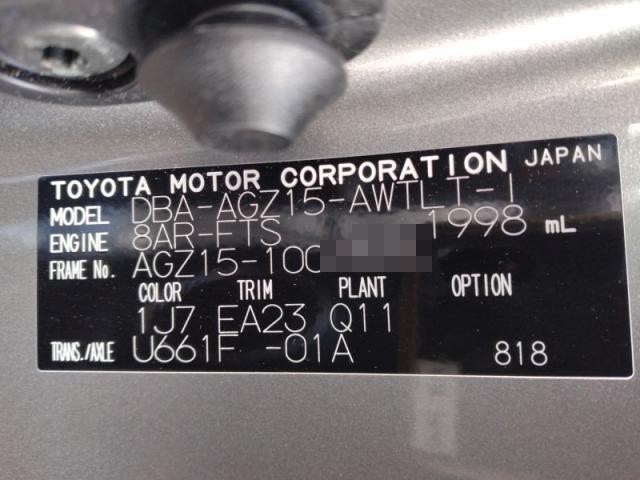 TOYOTA MOTOR CORPORATION JAPAN
MODEL DBA-AGZ15-AWTLT-I
ENGINE 8AR-FTS 1998 mL
FRAME No. AGZ15-100
COLOR TRIM PLANT OPTION
1J7 EA23 Q11
TRANS./AXLE U661F -01A 818